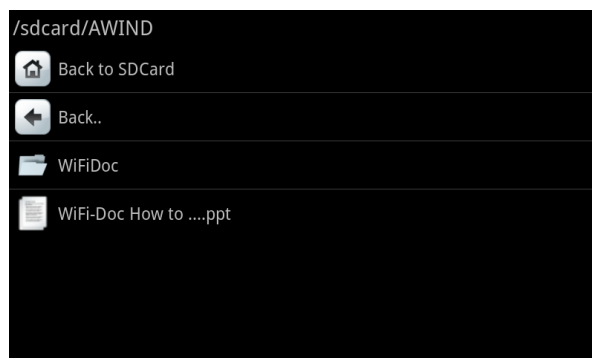 /sdcard/AWIND
Back to SDCard
Back..
WiFiDoc
WiFi-Doc How to ....ppt